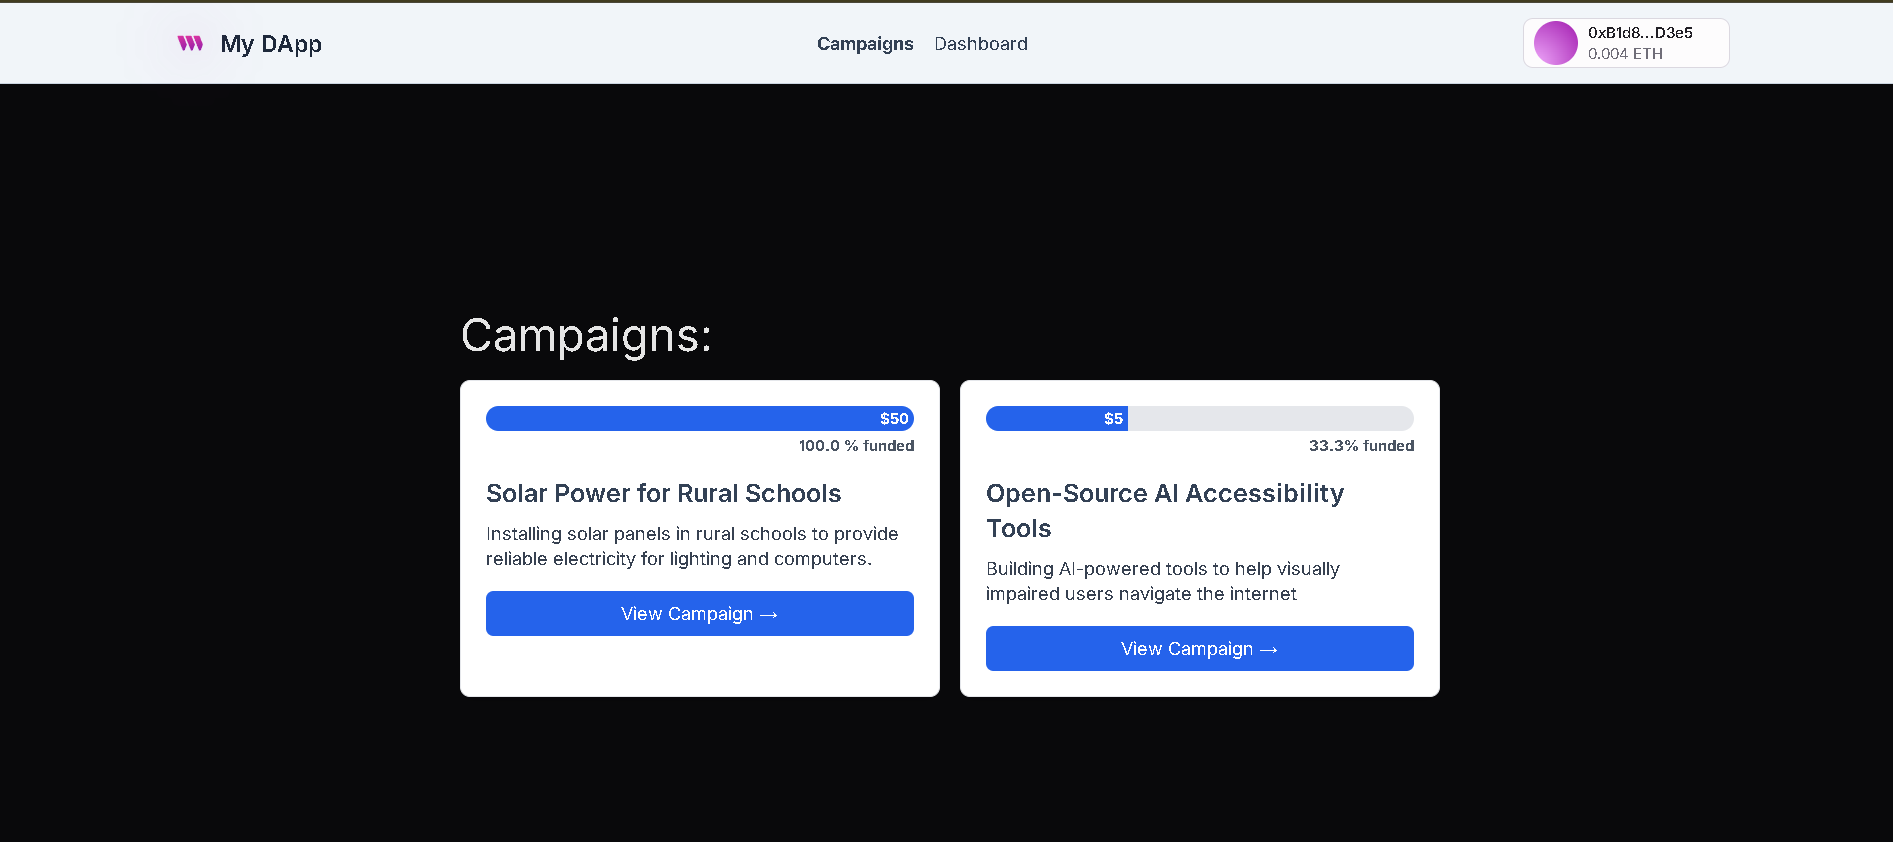 My DApp
Campaigns
Dashboard
0xB1d8...D3e5
0.004 ETH
Campaigns:
$50
100.0 % funded
Solar Power for Rural Schools
Installing solar panels in rural schools to provide
reliable electricity for lighting and computers.
View Campaign →
$5
33.3% funded
Open-Source AI Accessibility
Tools
Building AI-powered tools to help visually
impaired users navigate the internet
View Campaign →